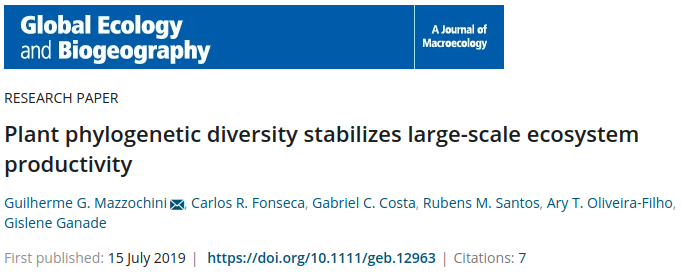 Global Ecology
and Biogeography
A Journal of
Macroecology
RESEARCH PAPER
Plant phylogenetic diversity stabilizes large-scale ecosystem
productivity
Guilherme G. Mazzochini, Carlos R. Fonseca, Gabriel C. Costa, Rubens M. Santos, Ary T. Oliveira-Filho,
Gislene Ganade
First published: 15 July 2019 | https://doi.org/10.1111/geb.12963 | Citations: 7